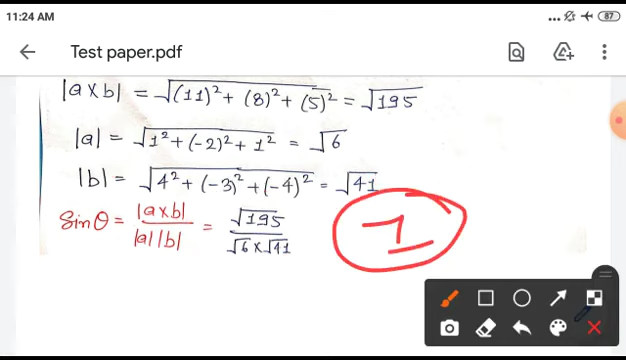 11:24 AM ... 87
Test paper.pdf
|a x b| = √(11)² + (8)² + (5)² = √195
|a| = √1² + (-2)² + 1² = √6
|b| = √4² + (-3)² + (-4)² = √41
Sinθ = |a x b| / |a| |b| = √195 / √6 x √41
1